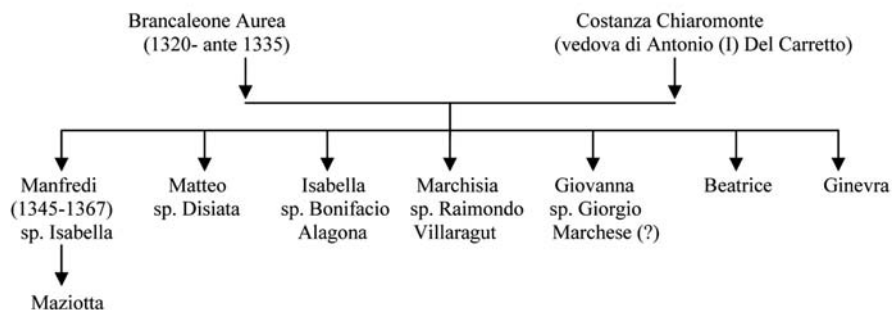 Brancaleone Aurea
(1320- ante 1335)
Costanza Chiaromonte
(vedova di Antonio (I) Del Carretto)
Manfredi
(1345-1367)
sp. Isabella
Matteo
sp. Disiata
Isabella
sp. Bonifacio
Alagona
Marchisia
sp. Raimondo
Villaragut
Giovanna
sp. Giorgio
Marchese (?)
Beatrice
Ginevra
Maziotta